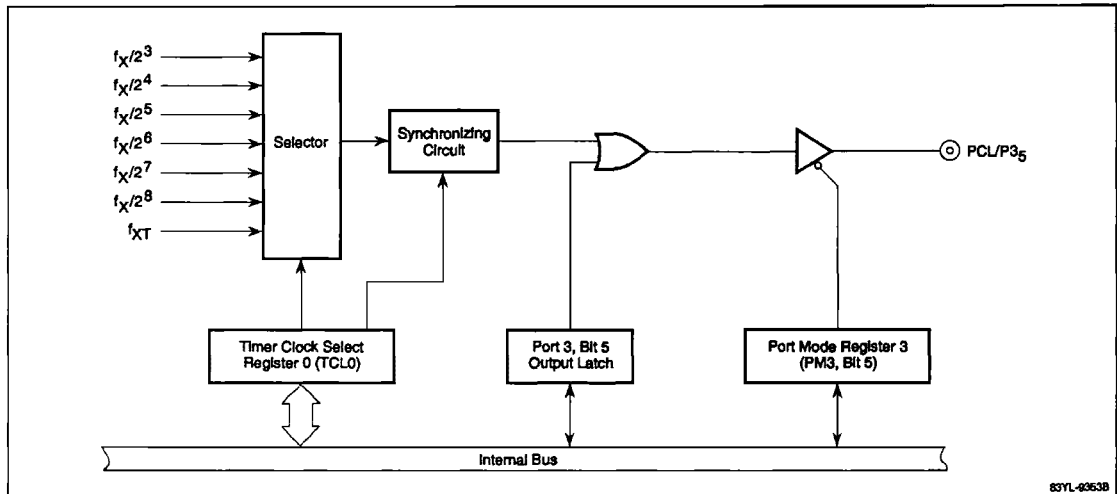 fX/2^3
fX/2^4
fX/2^5
fX/2^6
fX/2^7
fX/2^8
fXT
Selector
Synchronizing
Circuit
PCL/P3₅
Timer Clock Select
Register 0 (TCL0)
Port 3, Bit 5
Output Latch
Port Mode Register 3
(PM3, Bit 5)
Internal Bus
83YL-9353B